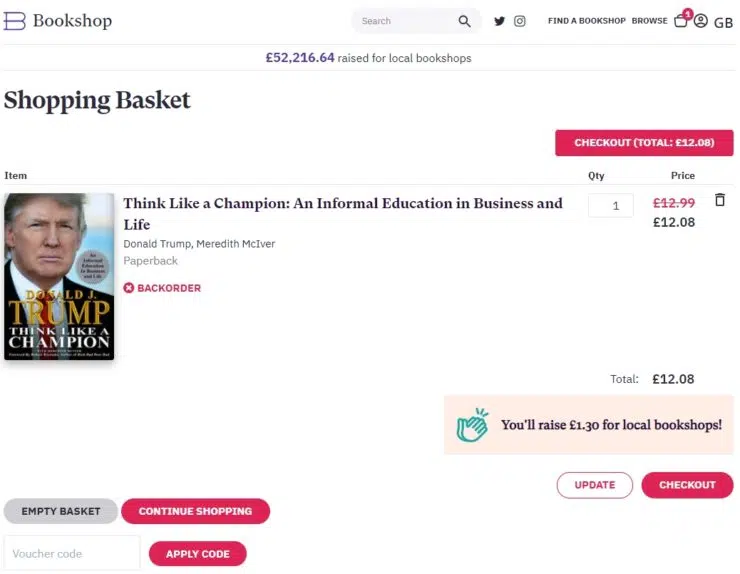 Bookshop
Search
FIND A BOOKSHOP BROWSE 1 GB
£52,216.64 raised for local bookshops
Shopping Basket
CHECKOUT (TOTAL: £12.08)
Item Qty Price
Think Like a Champion: An Informal Education in Business and
Life
Donald Trump, Meredith McIver
Paperback
BACKORDER
1
£12.99
£12.08
An
Informal
Education
in Business
and Life
DONALD J.
TRUMP
THINK LIKE A
CHAMPION
Total: £12.08
You'll raise £1.30 for local bookshops!
UPDATE CHECKOUT
EMPTY BASKET CONTINUE SHOPPING
Voucher code APPLY CODE